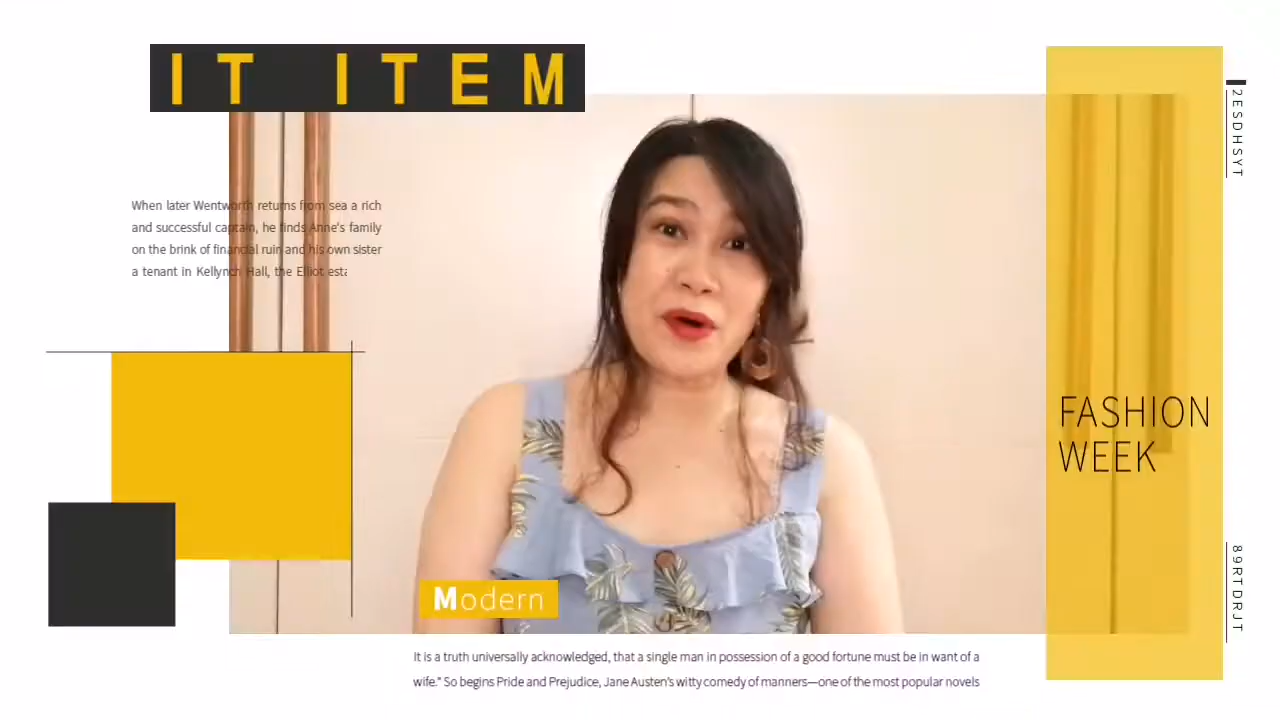 IT ITEM
When later Wentworth returns from sea a rich
and successful captain, he finds Anne's family
on the brink of financial ruin and his own sister
a tenant in Kellynch Hall, the Elliot esta
FASHION
WEEK
2ESDHSYT
89RTDRJT
Modern
It is a truth universally acknowledged, that a single man in possession of a good fortune must be in want of a
wife." So begins Pride and Prejudice, Jane Austen's witty comedy of manners—one of the most popular novels